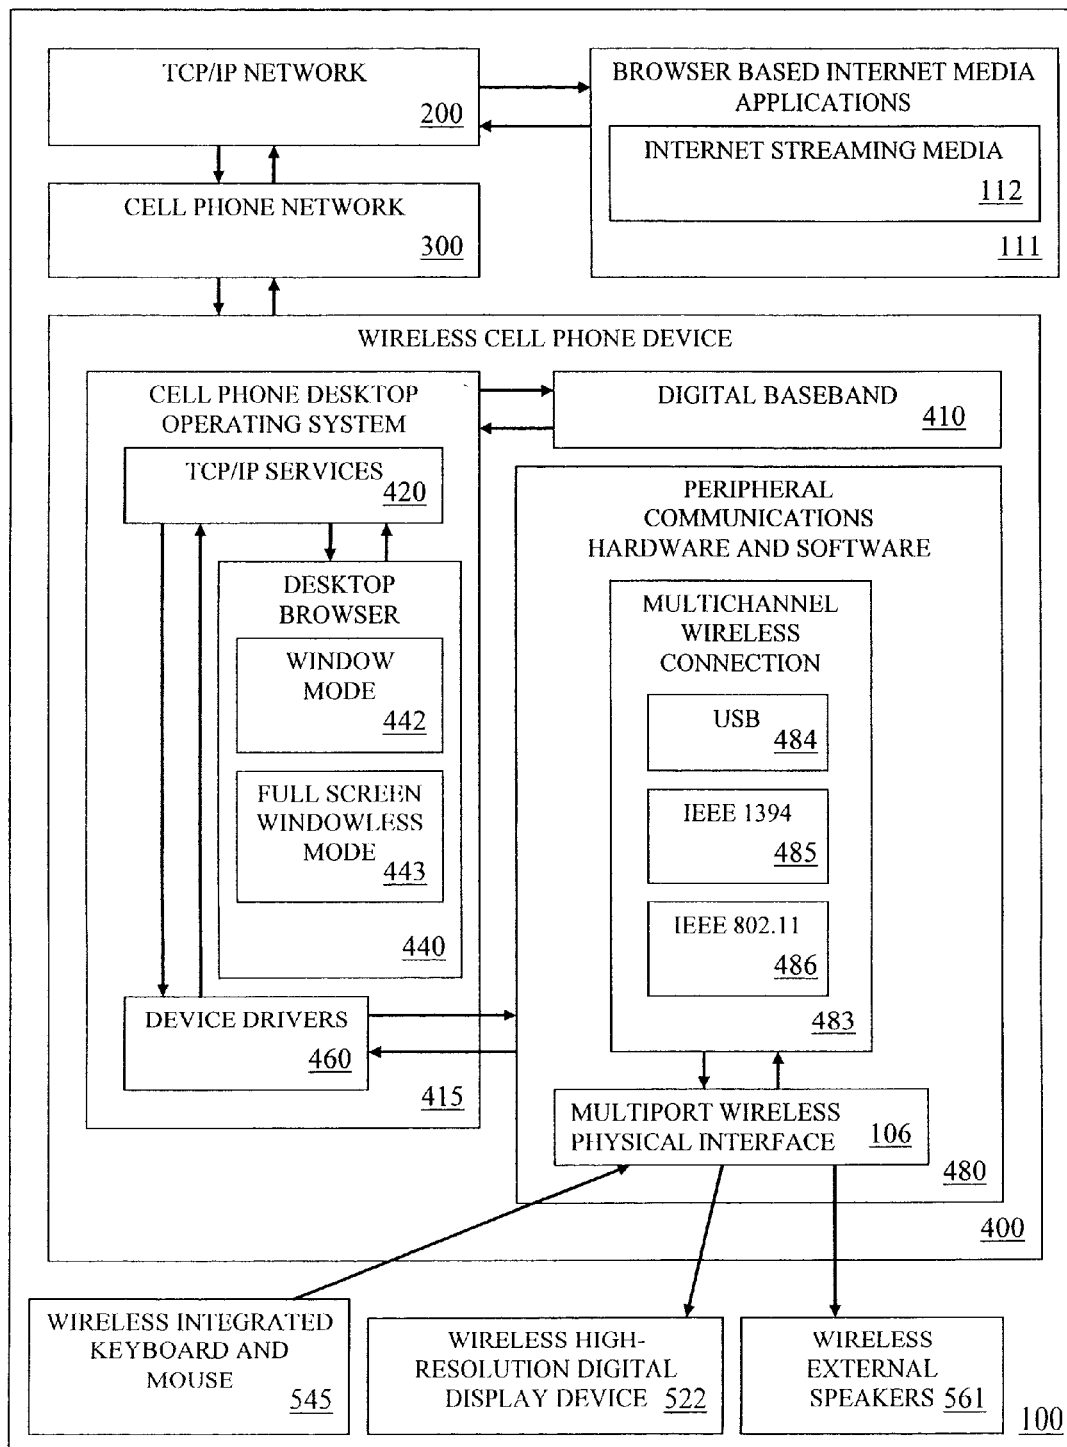 TCP/IP NETWORK
200
BROWSER BASED INTERNET MEDIA
APPLICATIONS
INTERNET STREAMING MEDIA
112
111
CELL PHONE NETWORK
300
WIRELESS CELL PHONE DEVICE
CELL PHONE DESKTOP
OPERATING SYSTEM
DIGITAL BASEBAND
410
TCP/IP SERVICES
420
DESKTOP
BROWSER
WINDOW
MODE
442
FULL SCREEN
WINDOWLESS
MODE
443
440
DEVICE DRIVERS
460
415
PERIPHERAL
COMMUNICATIONS
HARDWARE AND SOFTWARE
MULTICHANNEL
WIRELESS
CONNECTION
USB
484
IEEE 1394
485
IEEE 802.11
486
483
MULTIPORT WIRELESS
PHYSICAL INTERFACE
106
480
400
WIRELESS INTEGRATED
KEYBOARD AND
MOUSE
545
WIRELESS HIGH-
RESOLUTION DIGITAL
DISPLAY DEVICE
522
WIRELESS
EXTERNAL
SPEAKERS
561
100